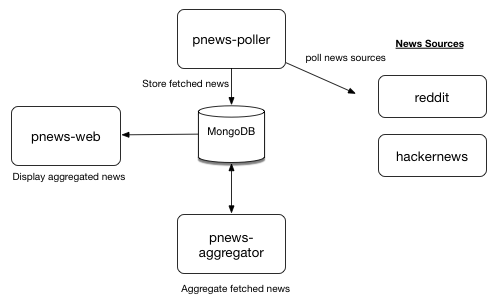 pnews-poller
News Sources
poll news sources
Store fetched news
reddit
MongoDB
pnews-web
hackernews
Display aggregated news
pnews-
aggregator
Aggregate fetched news